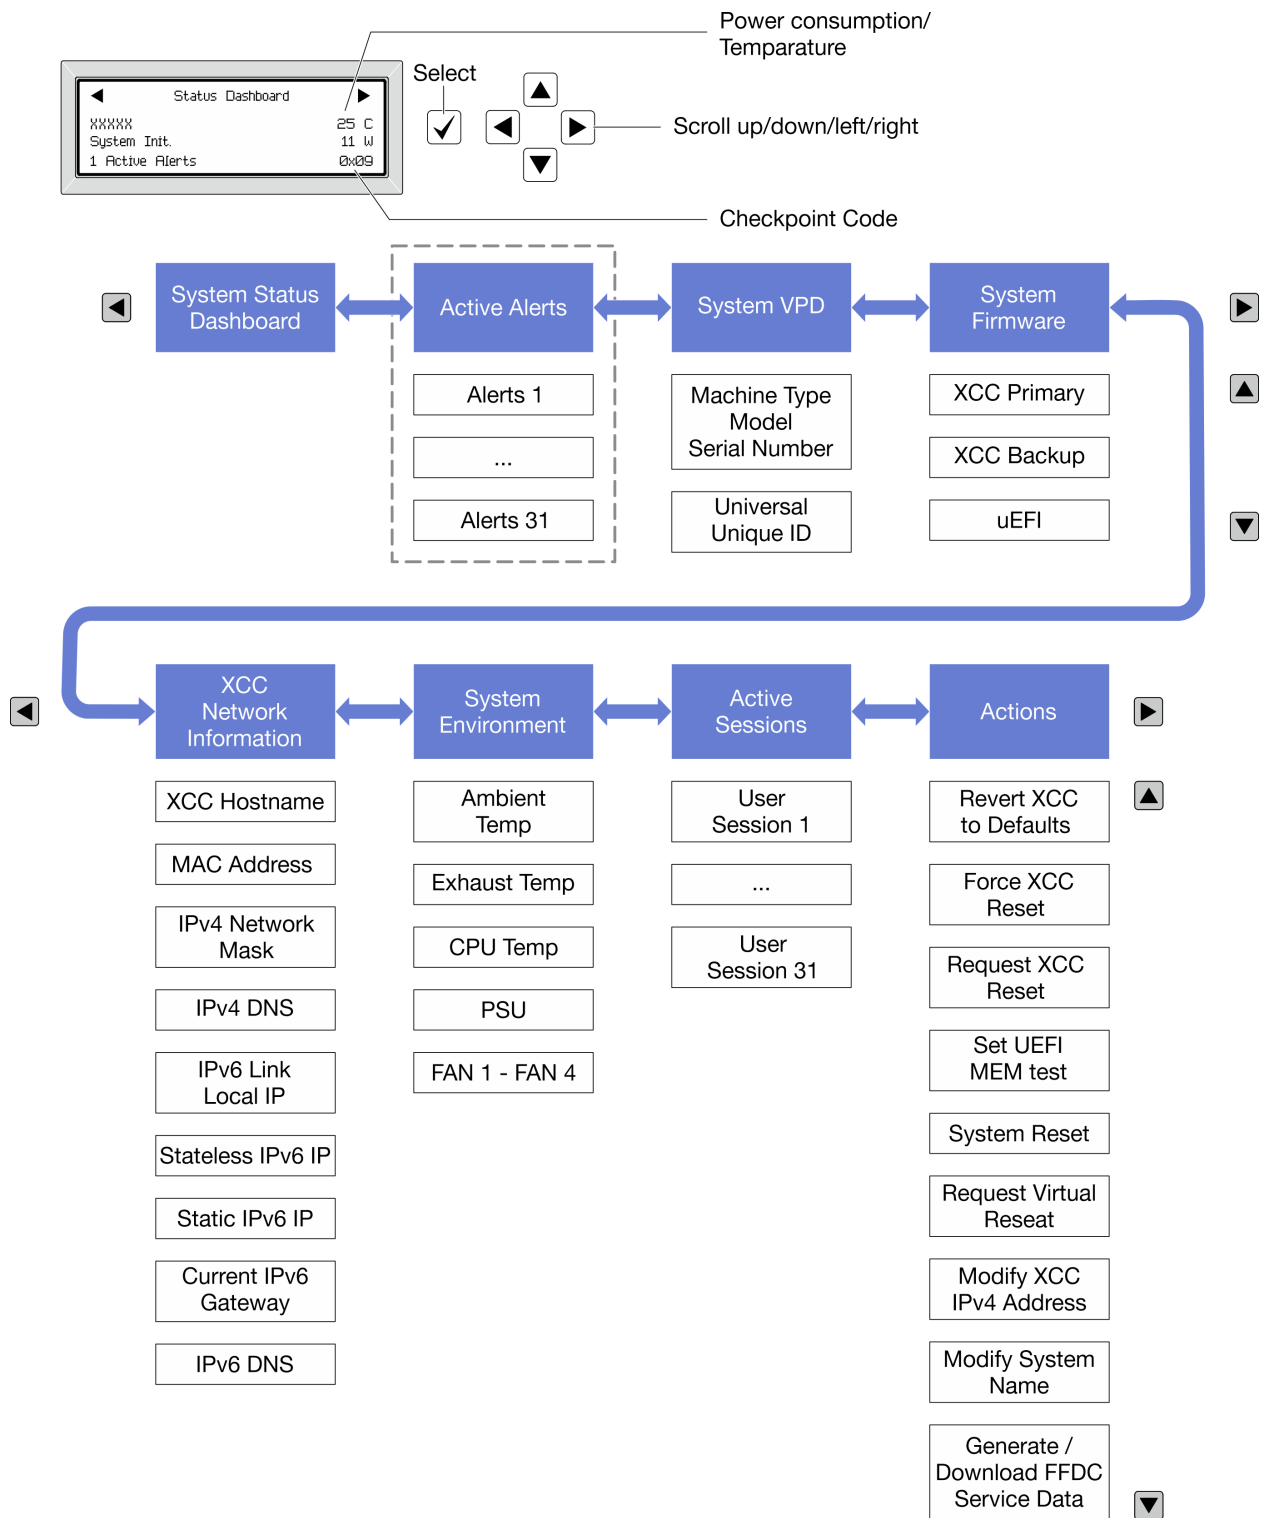 Power consumption/
Temparature
Select
Status Dashboard
XXXXX 25 C
System Init. 11 W
1 Active Alerts 0x09
Scroll up/down/left/right
Checkpoint Code
System Status
Dashboard
Active Alerts
System VPD
System
Firmware
Alerts 1
...
Alerts 31
Machine Type
Model
Serial Number
Universal
Unique ID
XCC Primary
XCC Backup
uEFI
XCC
Network
Information
System
Environment
Active
Sessions
Actions
XCC Hostname
MAC Address
IPv4 Network
Mask
IPv4 DNS
IPv6 Link
Local IP
Stateless IPv6 IP
Static IPv6 IP
Current IPv6
Gateway
IPv6 DNS
Ambient
Temp
Exhaust Temp
CPU Temp
PSU
FAN 1 - FAN 4
User
Session 1
...
User
Session 31
Revert XCC
to Defaults
Force XCC
Reset
Request XCC
Reset
Set UEFI
MEM test
System Reset
Request Virtual
Reseat
Modify XCC
IPv4 Address
Modify System
Name
Generate /
Download FFDC
Service Data